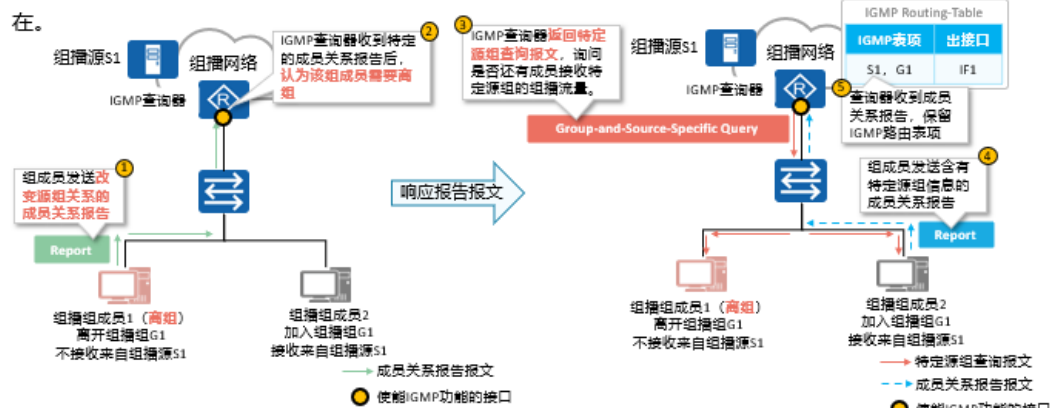 在。
组播源S1
组播网络
IGMP查询器
R
IGMP查询器收到特定
的成员关系报告后，
认为该组成员需要离
组
②
①
组成员发送改
变源组关系的
成员关系报告
Report
组播组成员1（离组）
离开组播组G1
不接收来自组播源S1
组播组成员2
加入组播组G1
接收来自组播源S1
成员关系报告报文
使能IGMP功能的接口
响应报告报文
③
IGMP查询器返回特定
源组查询报文，询问
是否还有成员接收特
定源组的组播流量。
Group-and-Source-Specific Query
组播源S1
组播网络
IGMP查询器
R
IGMP Routing-Table
IGMP表项 出接口
S1，G1 IF1
⑤
查询器收到成员
关系报告，保留
IGMP路由表项
④
组成员发送含有
特定源组信息的
成员关系报告
Report
组播组成员1（离组）
离开组播组G1
不接收来自组播源S1
组播组成员2
加入组播组G1
接收来自组播源S1
特定源组查询报文
成员关系报告报文
使能IGMP功能的接口